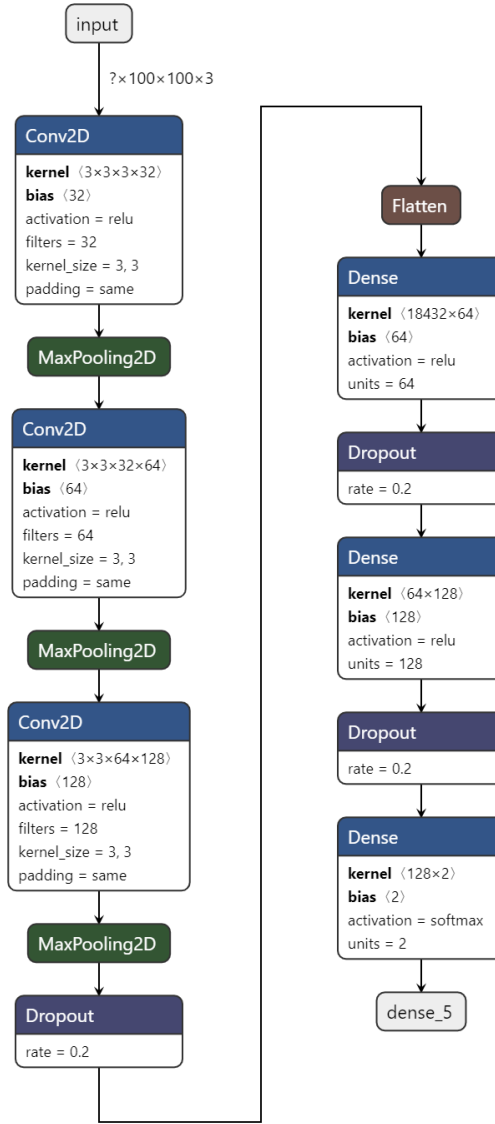 input
?×100×100×3
Conv2D
kernel 〈3×3×3×32〉
bias 〈32〉
activation = relu
filters = 32
kernel_size = 3, 3
padding = same
MaxPooling2D
Conv2D
kernel 〈3×3×32×64〉
bias 〈64〉
activation = relu
filters = 64
kernel_size = 3, 3
padding = same
MaxPooling2D
Conv2D
kernel 〈3×3×64×128〉
bias 〈128〉
activation = relu
filters = 128
kernel_size = 3, 3
padding = same
MaxPooling2D
Dropout
rate = 0.2
Flatten
Dense
kernel 〈18432×64〉
bias 〈64〉
activation = relu
units = 64
Dropout
rate = 0.2
Dense
kernel 〈64×128〉
bias 〈128〉
activation = relu
units = 128
Dropout
rate = 0.2
Dense
kernel 〈128×2〉
bias 〈2〉
activation = softmax
units = 2
dense_5